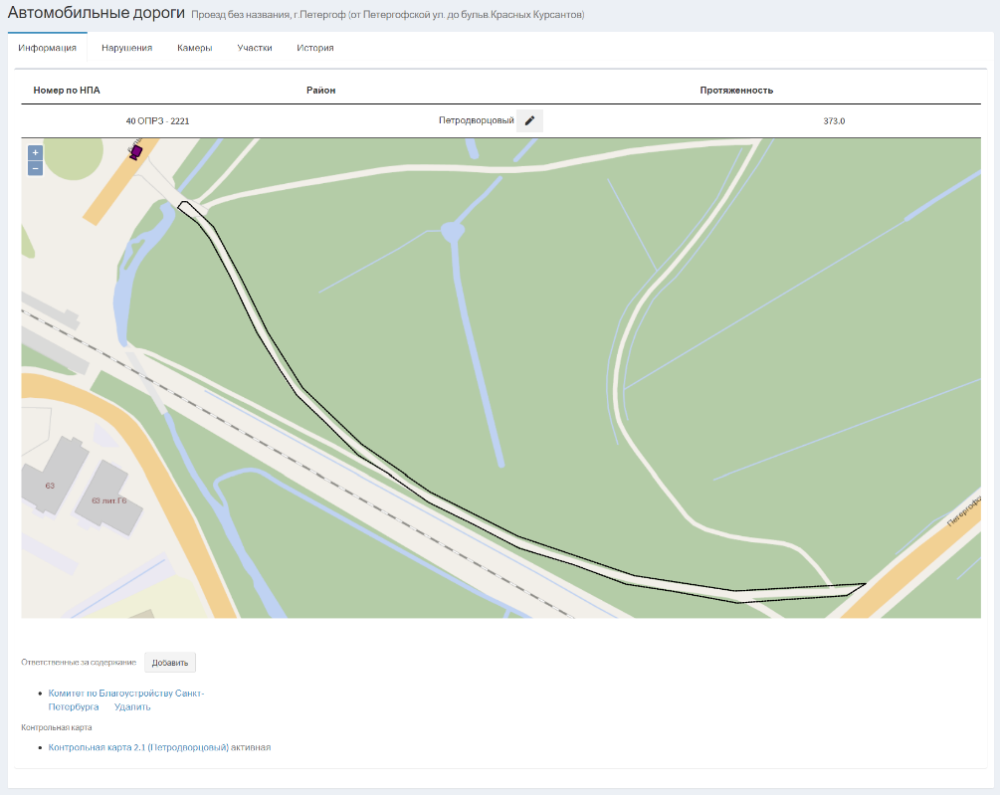 Автомобильные дороги Проезд без названия, г.Петергоф (от Петергофской ул. до бульв.Красных Курсантов)
Информация Нарушения Камеры Участки История
Номер по НПА Район Протяженность
40 ОПРЗ - 2221 Петродворцовый 373.0
+
−
63
63 лит.Гб
Ответственные за содержание Добавить
Комитет по Благоустройству Санкт-
Петербурга Удалить
Контрольная карта
Контрольная карта 2.1 (Петродворцовый) активная